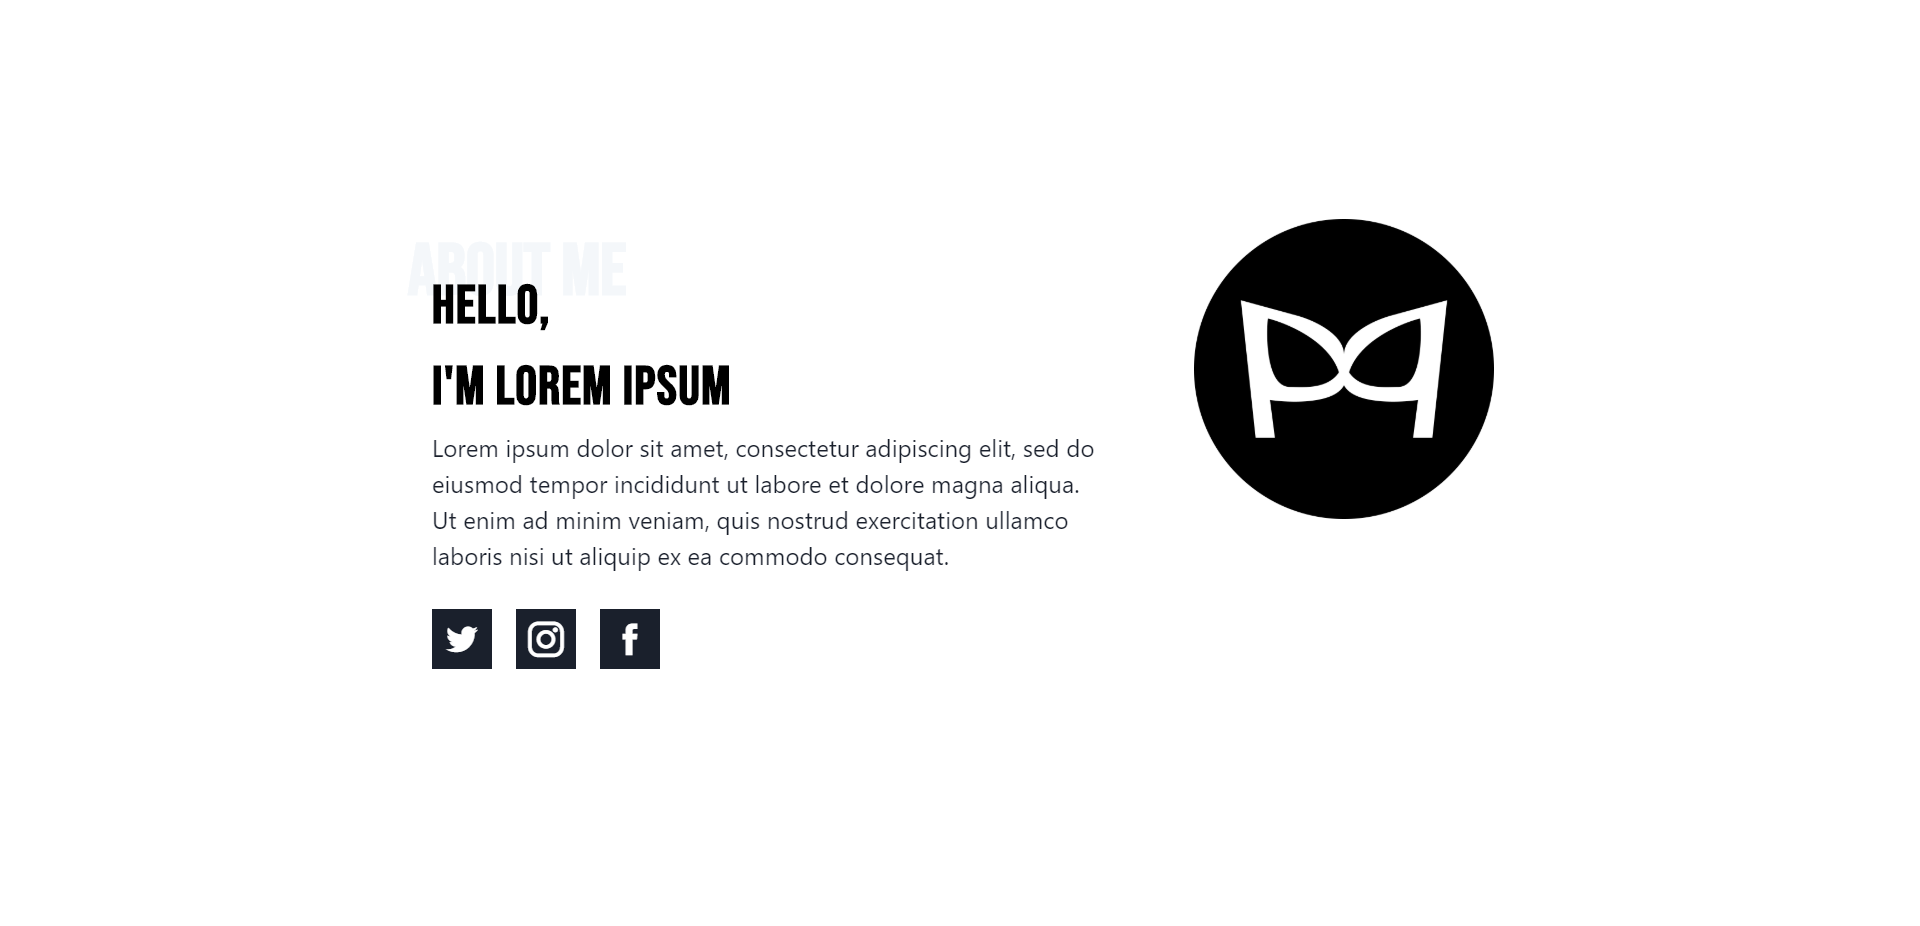 ABOUT ME
HELLO,
I'M LOREM IPSUM
Lorem ipsum dolor sit amet, consectetur adipiscing elit, sed do
eiusmod tempor incididunt ut labore et dolore magna aliqua.
Ut enim ad minim veniam, quis nostrud exercitation ullamco
laboris nisi ut aliquip ex ea commodo consequat.